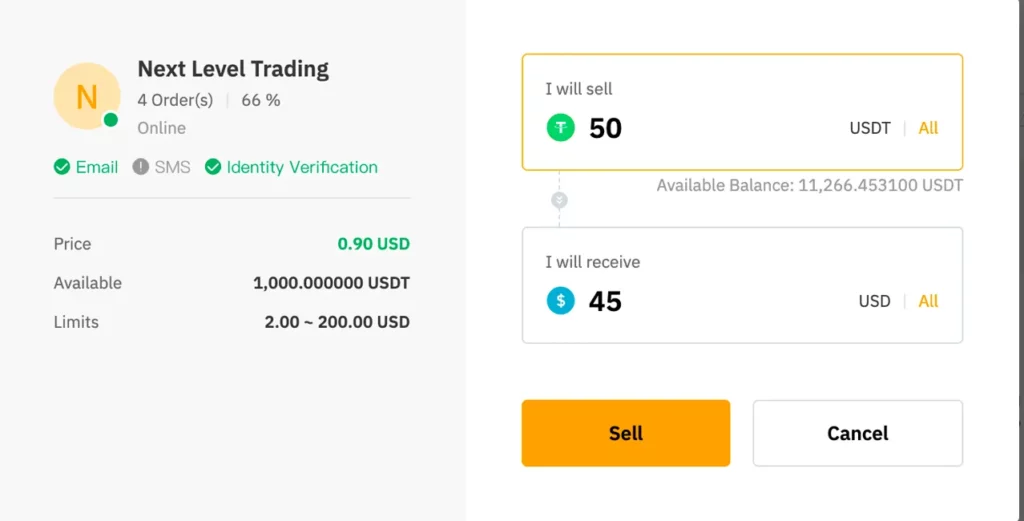 N
Next Level Trading
4 Order(s) | 66 %
Online
Email ! SMS Identity Verification
Price 0.90 USD
Available 1,000.000000 USDT
Limits 2.00 ~ 200.00 USD
I will sell
T 50 USDT | All
Available Balance: 11,266.453100 USDT
I will receive
$ 45 USD | All
Sell Cancel